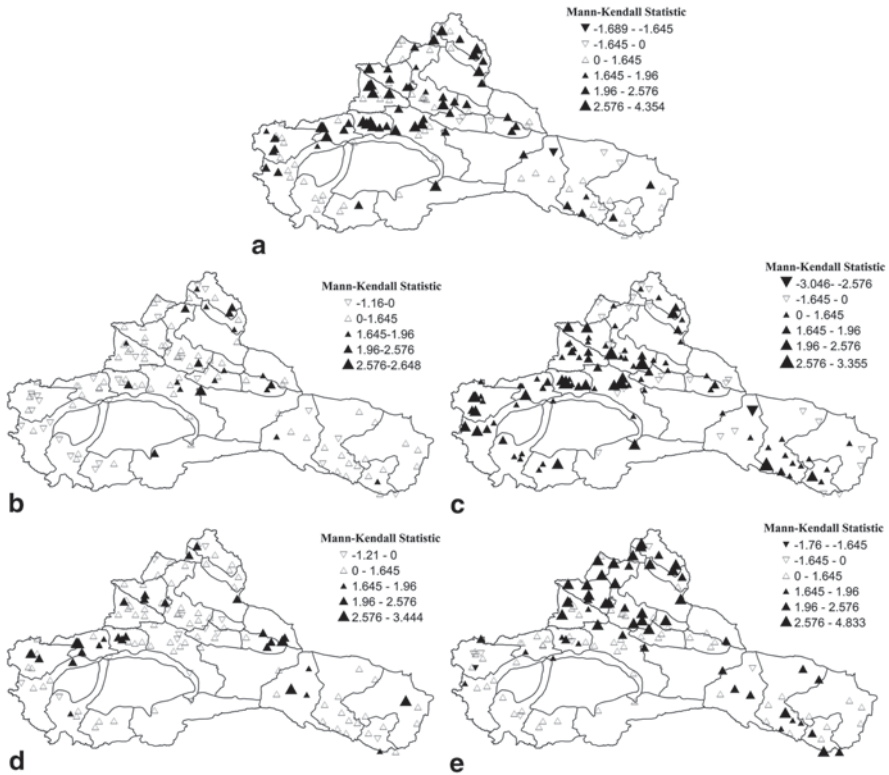 Mann-Kendall Statistic
-1.689 - -1.645
-1.645 - 0
0 - 1.645
1.645 - 1.96
1.96 - 2.576
2.576 - 4.354
a
Mann-Kendall Statistic
-1.16-0
0-1.645
1.645-1.96
1.96-2.576
2.576-2.648
b
Mann-Kendall Statistic
-3.046- -2.576
-1.645 - 0
0 - 1.645
1.645 - 1.96
1.96 - 2.576
2.576 - 3.355
c
Mann-Kendall Statistic
-1.21 - 0
0 - 1.645
1.645 - 1.96
1.96 - 2.576
2.576 - 3.444
d
Mann-Kendall Statistic
-1.76 - -1.645
-1.645 - 0
0 - 1.645
1.645 - 1.96
1.96 - 2.576
2.576 - 4.833
e